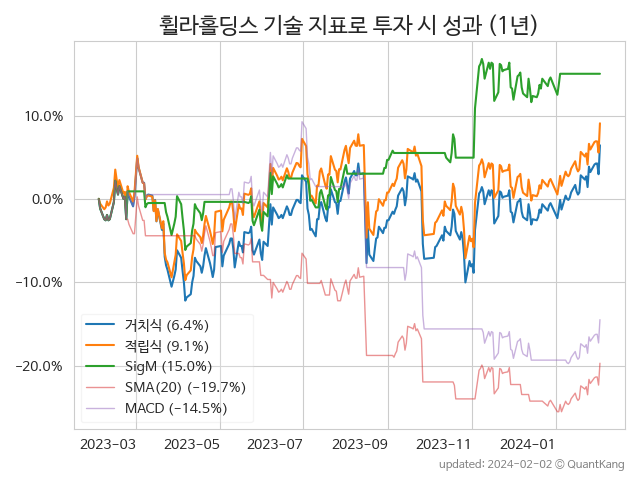 휠라홀딩스 기술 지표로 투자 시 성과 (1년)
10.0%
0.0%
−10.0%
−20.0%
거치식 (6.4%)
적립식 (9.1%)
SigM (15.0%)
SMA(20) (−19.7%)
MACD (−14.5%)
2023-03 2023-05 2023-07 2023-09 2023-11 2024-01
updated: 2024-02-02 © QuantKang